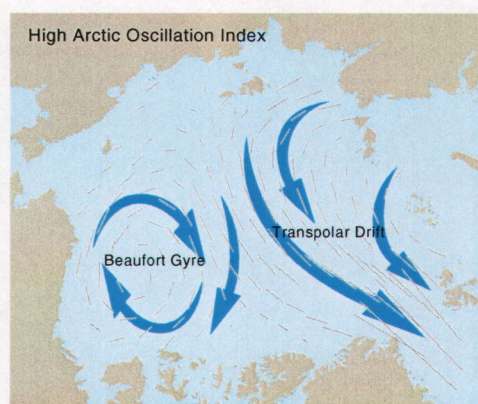 High Arctic Oscillation Index
Transpolar Drift
Beaufort Gyre